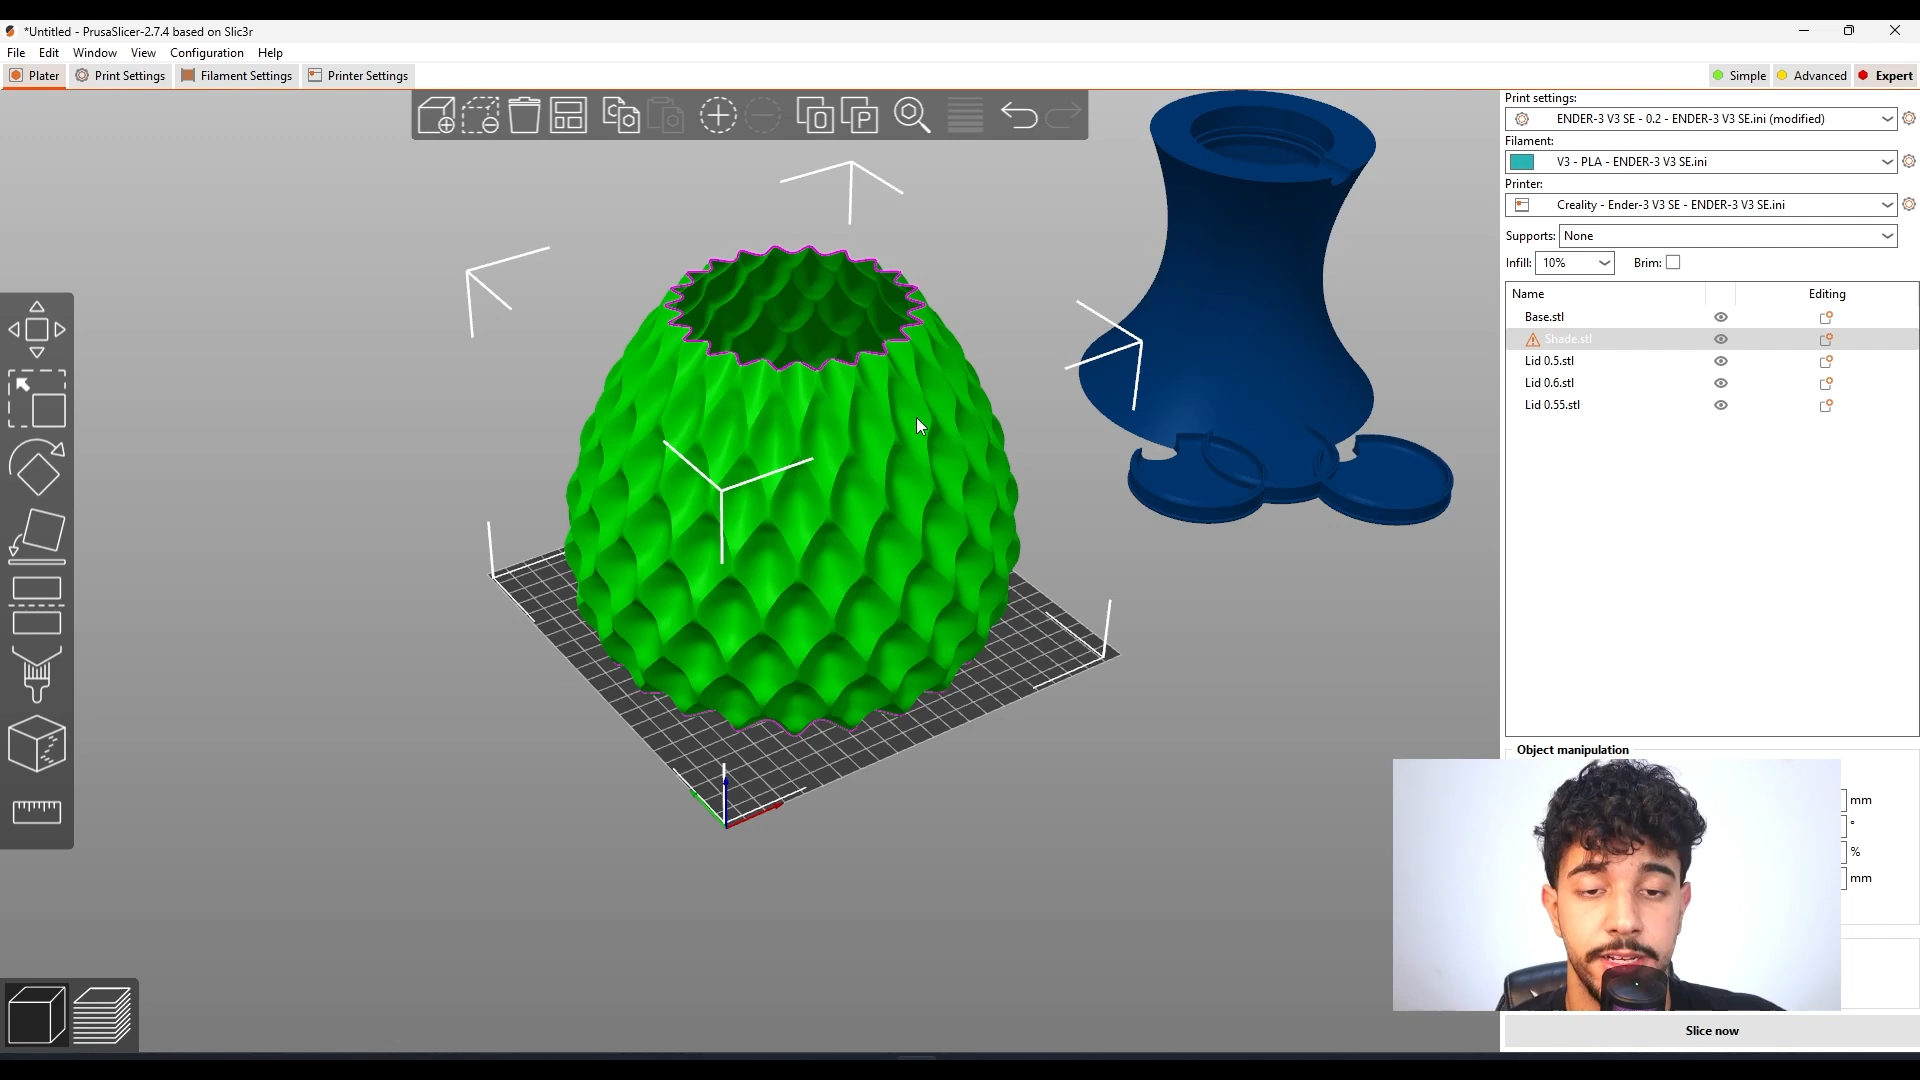 *Untitled - PrusaSlicer-2.7.4 based on Slic3r
File Edit Window View Configuration Help
Plater Print Settings Filament Settings Printer Settings Simple Advanced Expert
Print settings:
ENDER-3 V3 SE - 0.2 - ENDER-3 V3 SE.ini (modified)
Filament:
V3 - PLA - ENDER-3 V3 SE.ini
Printer:
Creality - Ender-3 V3 SE - ENDER-3 V3 SE.ini
Supports: None
Infill: 10% Brim:
Name Editing
Base.stl
Shade.stl
Lid 0.5.stl
Lid 0.6.stl
Lid 0.55.stl
Object manipulation
mm
°
%
mm
Slice now